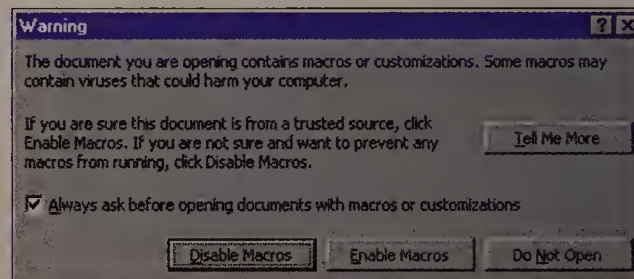 Warning
The document you are opening contains macros or customizations. Some macros may
contain viruses that could harm your computer.
If you are sure this document is from a trusted source, click
Enable Macros. If you are not sure and want to prevent any
macros from running, click Disable Macros.
Tell Me More
Always ask before opening documents with macros or customizations
Disable Macros Enable Macros Do Not Open